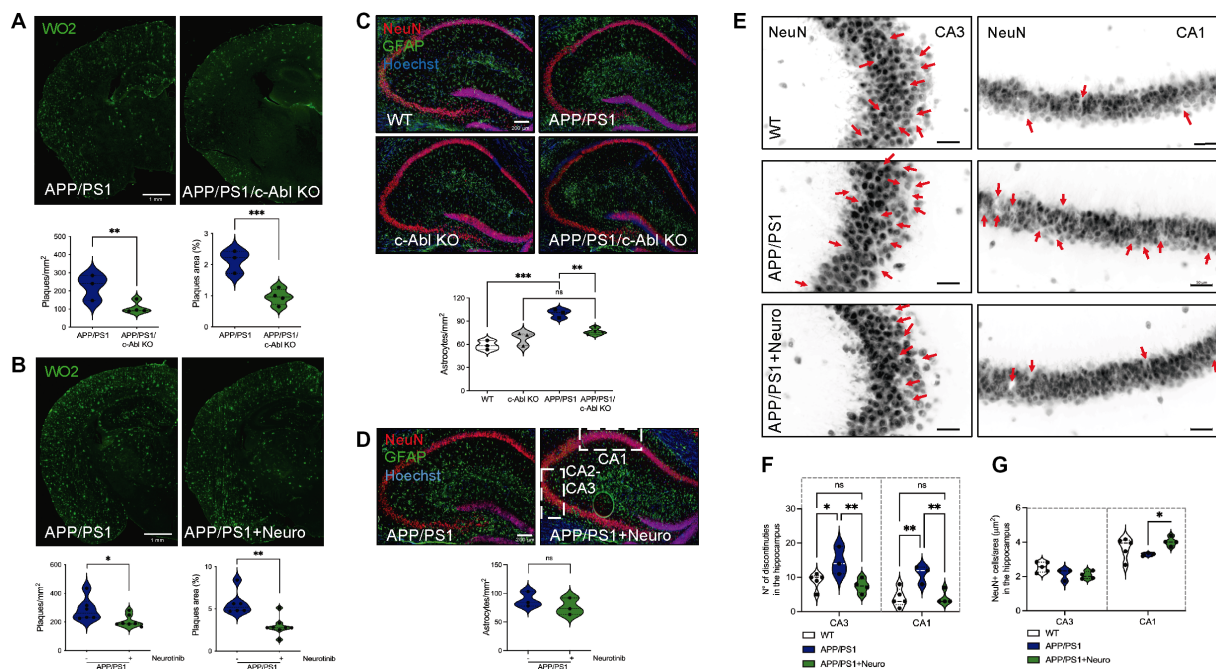 A
WO2
APP/PS1
1 mm
APP/PS1/c-Abl KO
Plaques/mm²
400
300
200
100
0
**
APP/PS1
APP/PS1/
c-Abl KO
Plaques area (%)
3
2
1
0
***
APP/PS1
APP/PS1/
c-Abl KO
B
WO2
APP/PS1
1 mm
APP/PS1+Neuro
Plaques/mm²
600
400
200
0
*
- + Neurotinib
APP/PS1
Plaques area (%)
10
5
0
**
- + Neurotinib
APP/PS1
C
NeuN
GFAP
Hoechst
WT
200 µm
APP/PS1
c-Abl KO
APP/PS1/c-Abl KO
Astrocytes/mm²
120
90
60
30
0
***
**
ns
WT
c-Abl KO
APP/PS1
APP/PS1/
c-Abl KO
D
NeuN
GFAP
Hoechst
APP/PS1
200 µm
CA1
CA2-
CA3
APP/PS1+Neuro
Astrocytes/mm²
150
100
50
0
ns
- + Neurotinib
APP/PS1
E
NeuN CA3
NeuN CA1
WT
APP/PS1
APP/PS1+Neuro
F
N° of discontinuities
in the hippocampus
30
20
10
0
ns
* **
ns
** **
CA3 CA1
WT
APP/PS1
APP/PS1+Neuro
G
NeuN+ cells/area (µm²)
in the hippocampus
6
4
2
0
*
CA3 CA1
WT
APP/PS1
APP/PS1+Neuro